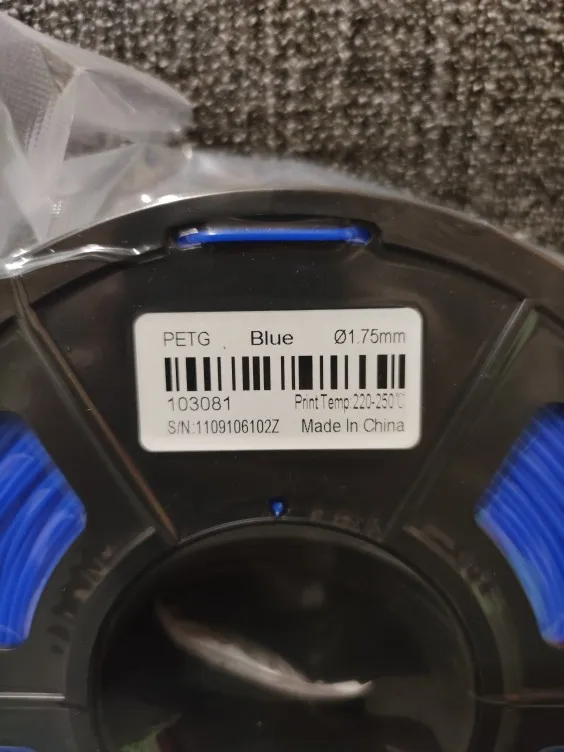 PETG Blue Ø1.75mm
103081 Print Temp:220-250℃
S/N:1109106102Z Made In China